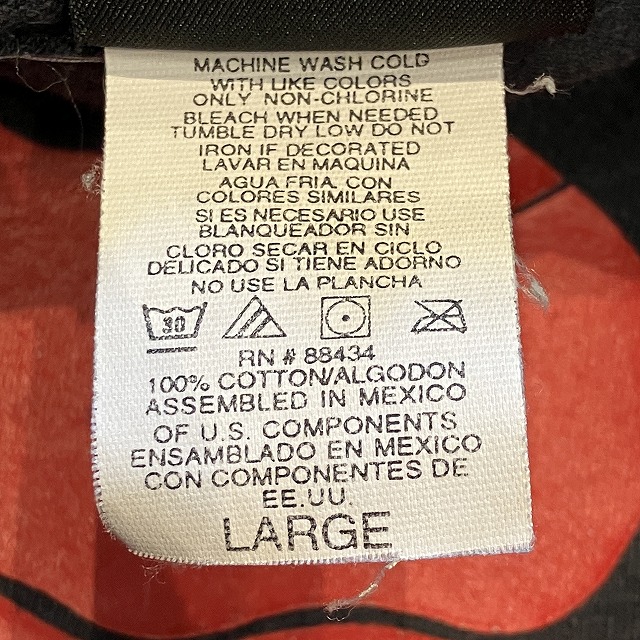 MACHINE WASH COLD
WITH LIKE COLORS
ONLY NON-CHLORINE
BLEACH WHEN NEEDED
TUMBLE DRY LOW DO NOT
IRON IF DECORATED
LAVAR EN MAQUINA
AGUA FRIA. CON
COLORES SIMILARES
SI ES NECESARIO USE
BLANQUEADOR SIN
CLORO SECAR EN CICLO
DELICADO SI TIENE ADORNO
NO USE LA PLANCHA
30
RN # 88434
100% COTTON/ALGODON
ASSEMBLED IN MEXICO
OF U.S. COMPONENTS
ENSAMBLADO EN MEXICO
CON COMPONENTES DE
EE.UU.
LARGE